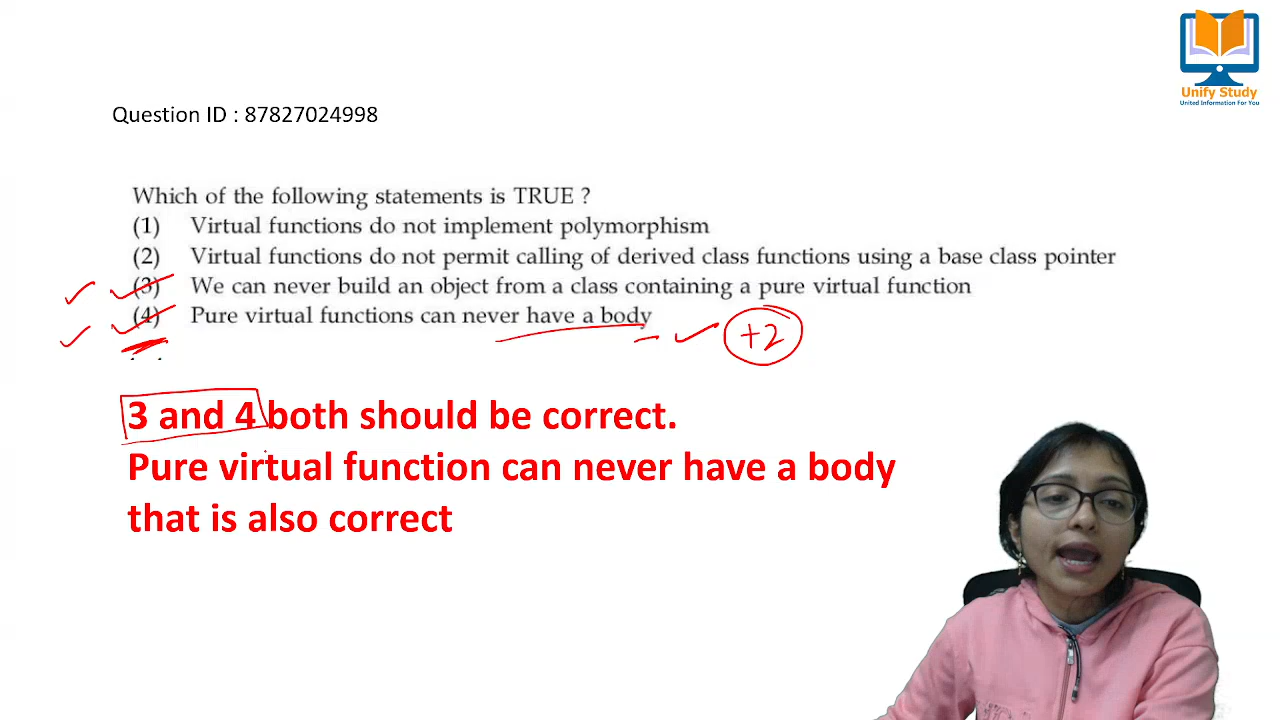 Unify Study
United Information For You
Question ID : 87827024998
Which of the following statements is TRUE ?
(1) Virtual functions do not implement polymorphism
(2) Virtual functions do not permit calling of derived class functions using a base class pointer
(3) We can never build an object from a class containing a pure virtual function
(4) Pure virtual functions can never have a body
+2
3 and 4 both should be correct.
Pure virtual function can never have a body
that is also correct